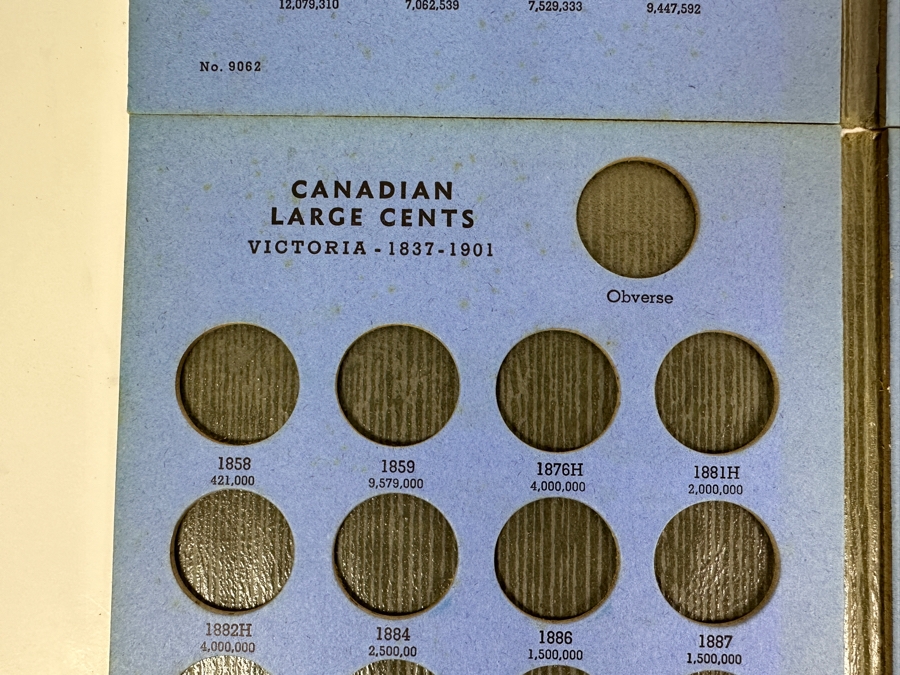 12,079,310 7,062,539 7,529,333 9,447,592
No. 9062
CANADIAN
LARGE CENTS
VICTORIA - 1837-1901
Obverse
1858 1859 1876H 1881H
421,000 9,579,000 4,000,000 2,000,000
1882H 1884 1886 1887
4,000,000 2,500,00 1,500,000 1,500,000